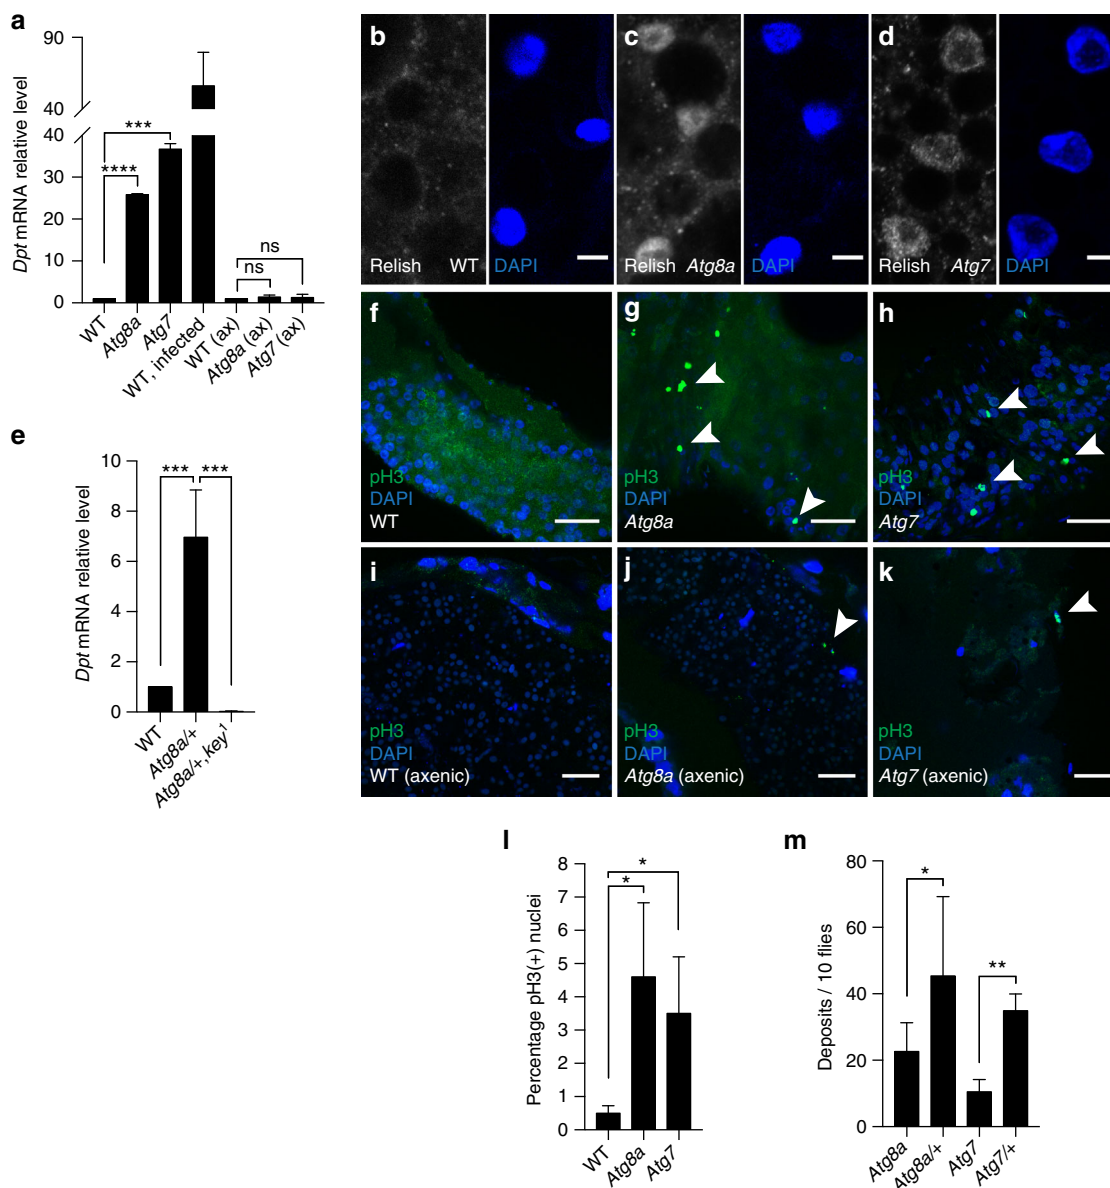 a
90
40
40
30
20
10
0
Dpt mRNA relative level
****
***
ns
ns
WT
Atg8a
Atg7
WT, infected
WT (ax)
Atg8a (ax)
Atg7 (ax)
b
Relish WT
DAPI
c
Relish Atg8a
DAPI
d
Relish Atg7
DAPI
e
10
8
6
4
2
0
Dpt mRNA relative level
*** ***
WT
Atg8a/+
Atg8a/+,key1
f
pH3
DAPI
WT
g
pH3
DAPI
Atg8a
h
pH3
DAPI
Atg7
i
pH3
DAPI
WT (axenic)
j
pH3
DAPI
Atg8a (axenic)
k
pH3
DAPI
Atg7 (axenic)
l
8
7
6
5
4
3
2
1
0
Percentage pH3(+) nuclei
*
*
WT
Atg8a
Atg7
m
80
60
40
20
0
Deposits / 10 flies
*
**
Atg8a
Atg8a/+
Atg7
Atg7/+